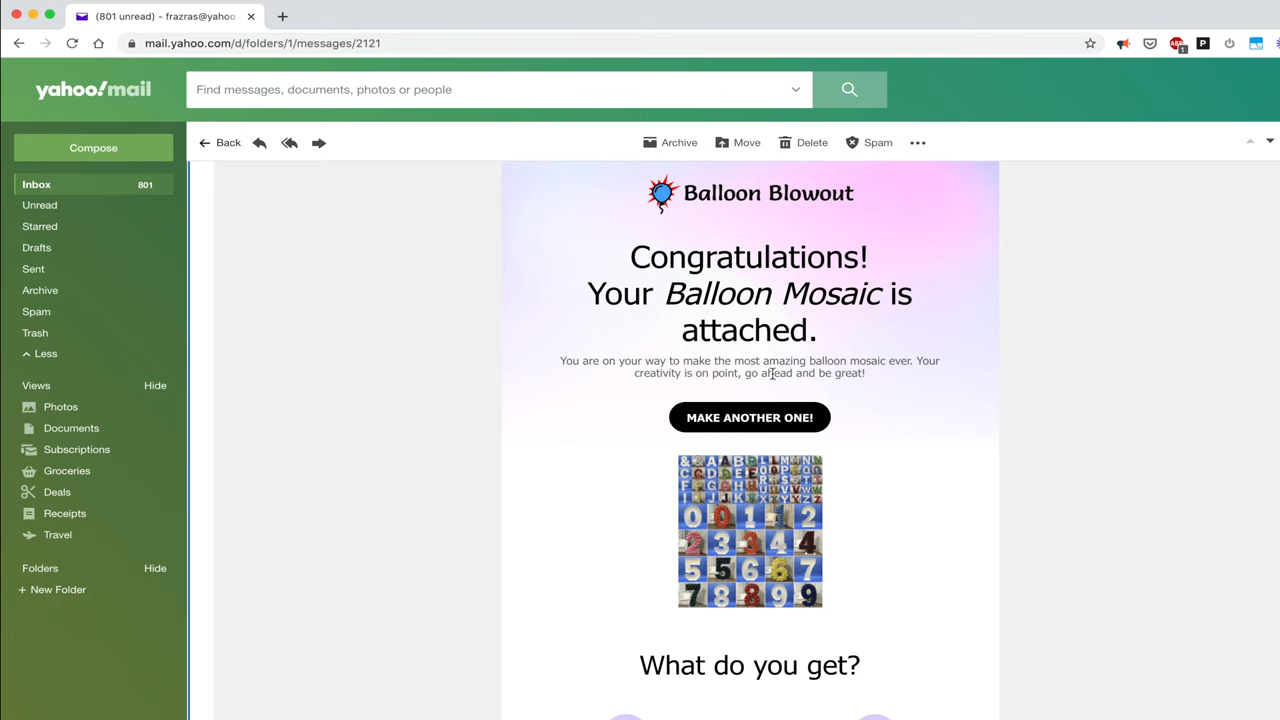 (801 unread) - frazras@yahoo.
mail.yahoo.com/d/folders/1/messages/2121
1
P
yahoo!mail
Find messages, documents, photos or people
Compose
Back
Archive
Move
Delete
Spam
Inbox 801
Unread
Starred
Drafts
Sent
Archive
Spam
Trash
Less
Views Hide
Photos
Documents
Subscriptions
Groceries
Deals
Receipts
Travel
Folders Hide
+ New Folder
Balloon Blowout
Congratulations!
Your Balloon Mosaic is
attached.
You are on your way to make the most amazing balloon mosaic ever. Your
creativity is on point, go ahead and be great!
MAKE ANOTHER ONE!
0 0 1 1 2
2 3 3 4 4
5 5 6 6 7
7 8 8 9 9
What do you get?